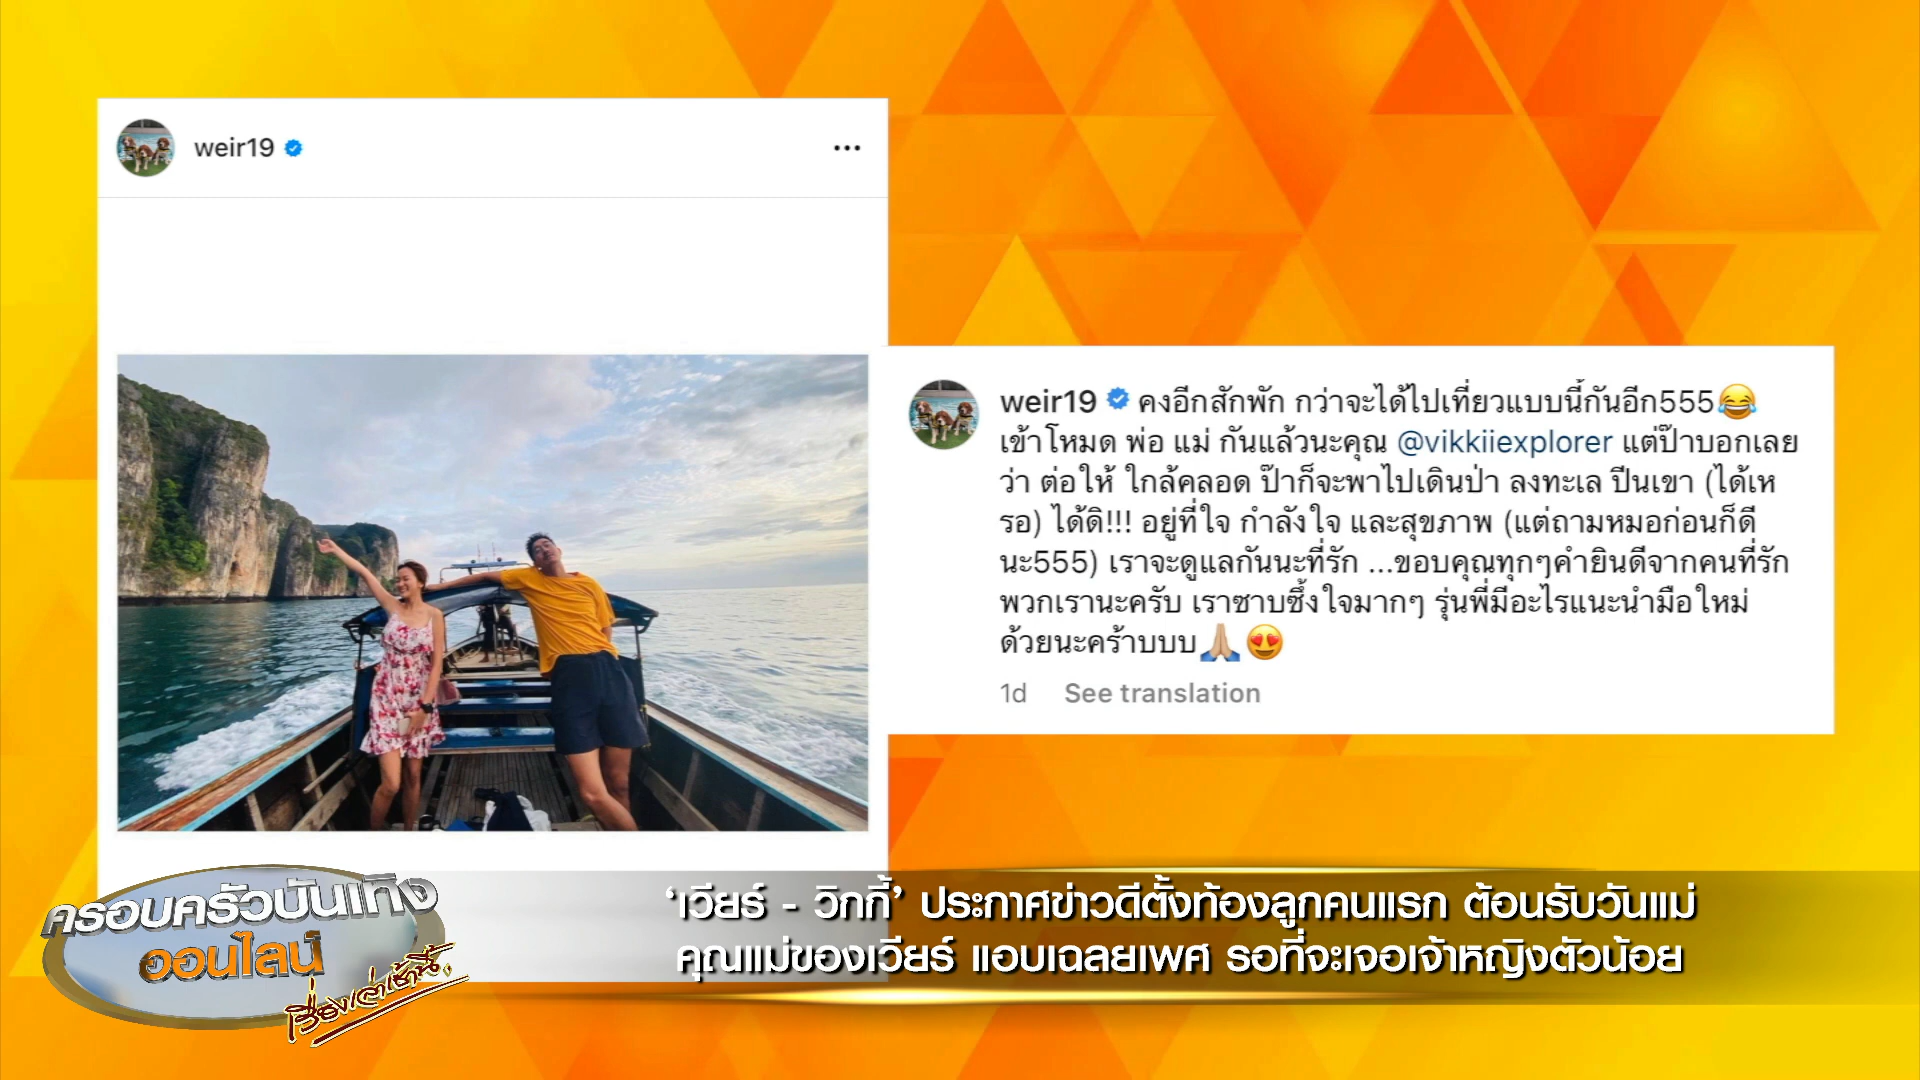 weir19
weir19 คงอีกสักพัก กว่าจะได้ไปเที่ยวแบบนี้กันอีก555😂
เข้าโหมด พ่อ แม่ กันแล้วนะคุณ @vikkiiexplorer แต่ป๊าบอกเลย
ว่า ต่อให้ ใกล้คลอด ป๊าก็จะพาไปเดินป่า ลงทะเล ปีนเขา (ได้เห
รอ) ได้ดิ!!! อยู่ที่ใจ กำลังใจ และสุขภาพ (แต่ถามหมอก่อนก็ดี
นะ555) เราจะดูแลกันนะที่รัก ...ขอบคุณทุกๆคำยินดีจากคนที่รัก
พวกเรานะครับ เราซาบซึ้งใจมากๆ รุ่นพี่มีอะไรแนะนำมือใหม่
ด้วยนะคร้าบบบ🙏🏼😍
1d See translation
ครอบครัวบันเทิง
ออนไลน์
เรื่องเล่าเช้านี้
‘เวียร์ - วิกกี้’ ประกาศข่าวดีตั้งท้องลูกคนแรก ต้อนรับวันแม่
คุณแม่ของเวียร์ แอบเฉลยเพศ รอที่จะเจอเจ้าหญิงตัวน้อย